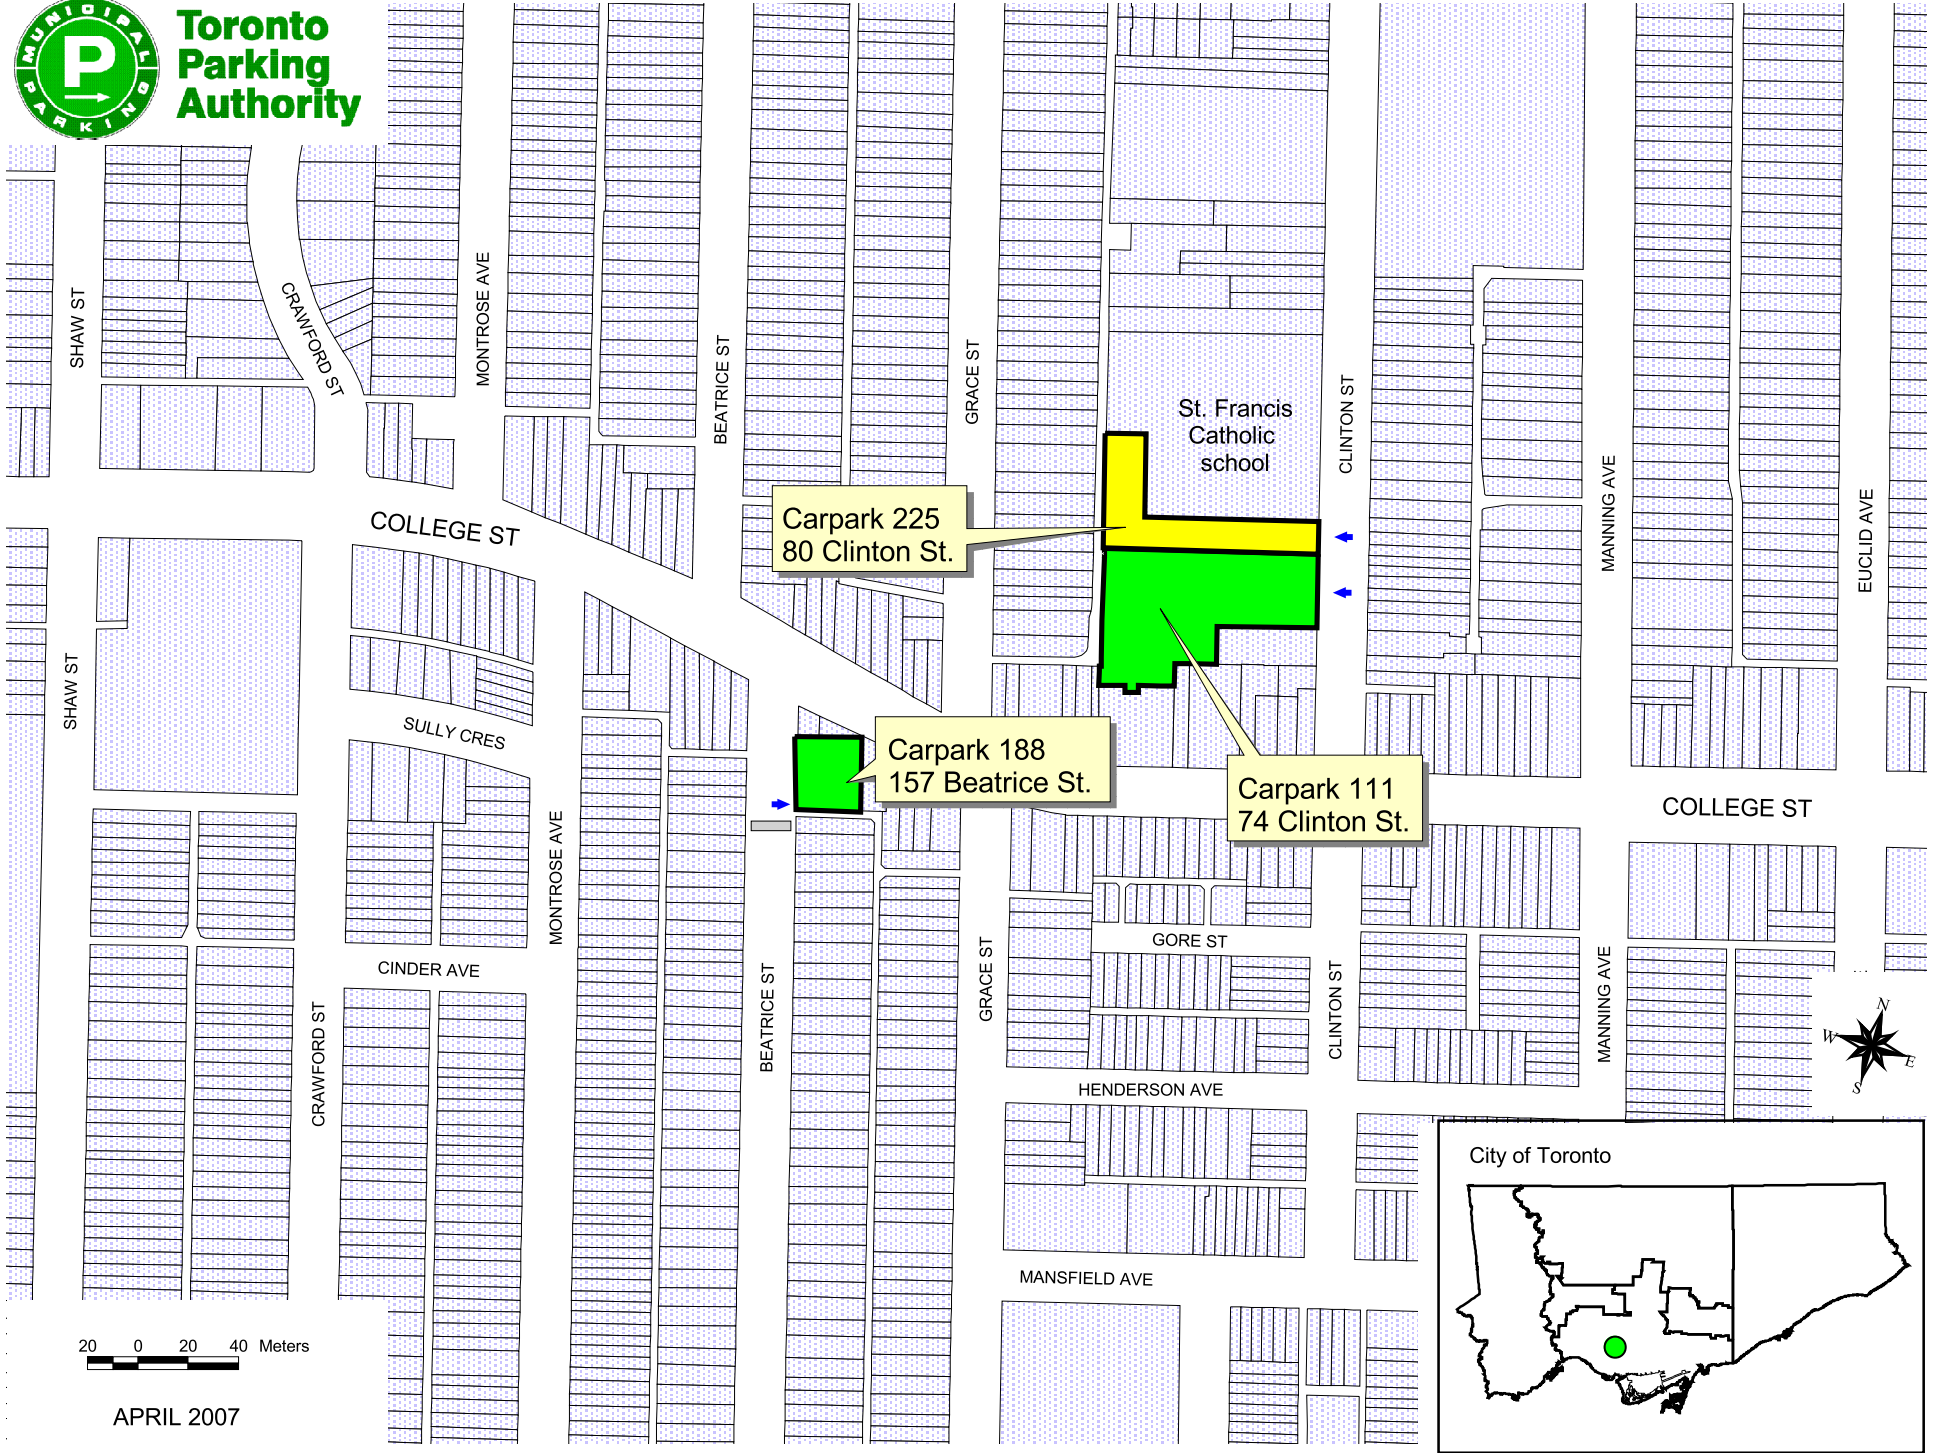 MUNICIPAL
P
PARKING
Toronto
Parking
Authority
SHAW ST
CRAWFORD ST
MONTROSE AVE
BEATRICE ST
GRACE ST
CLINTON ST
MANNING AVE
EUCLID AVE
St. Francis
Catholic
school
COLLEGE ST
Carpark 225
80 Clinton St.
SHAW ST
SULLY CRES
Carpark 188
157 Beatrice St.
Carpark 111
74 Clinton St.
COLLEGE ST
MONTROSE AVE
CINDER AVE
CRAWFORD ST
BEATRICE ST
GRACE ST
GORE ST
CLINTON ST
MANNING AVE
HENDERSON AVE
MANSFIELD AVE
N
W
E
S
City of Toronto
20 0 20 40 Meters
APRIL 2007